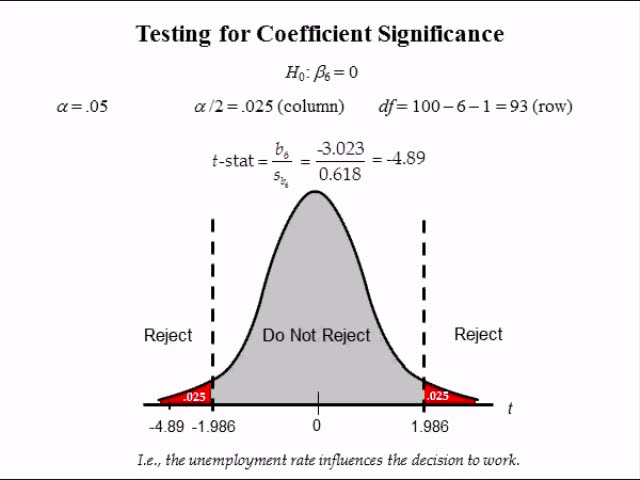 Testing for Coefficient Significance
H₀: β₆ = 0
α = .05 α/2 = .025 (column) df = 100 – 6 – 1 = 93 (row)
t-stat = b₆ / s_b₆ = -3.023 / 0.618 = -4.89
Reject Do Not Reject Reject
.025 .025
t
-4.89 -1.986 0 1.986
I.e., the unemployment rate influences the decision to work.